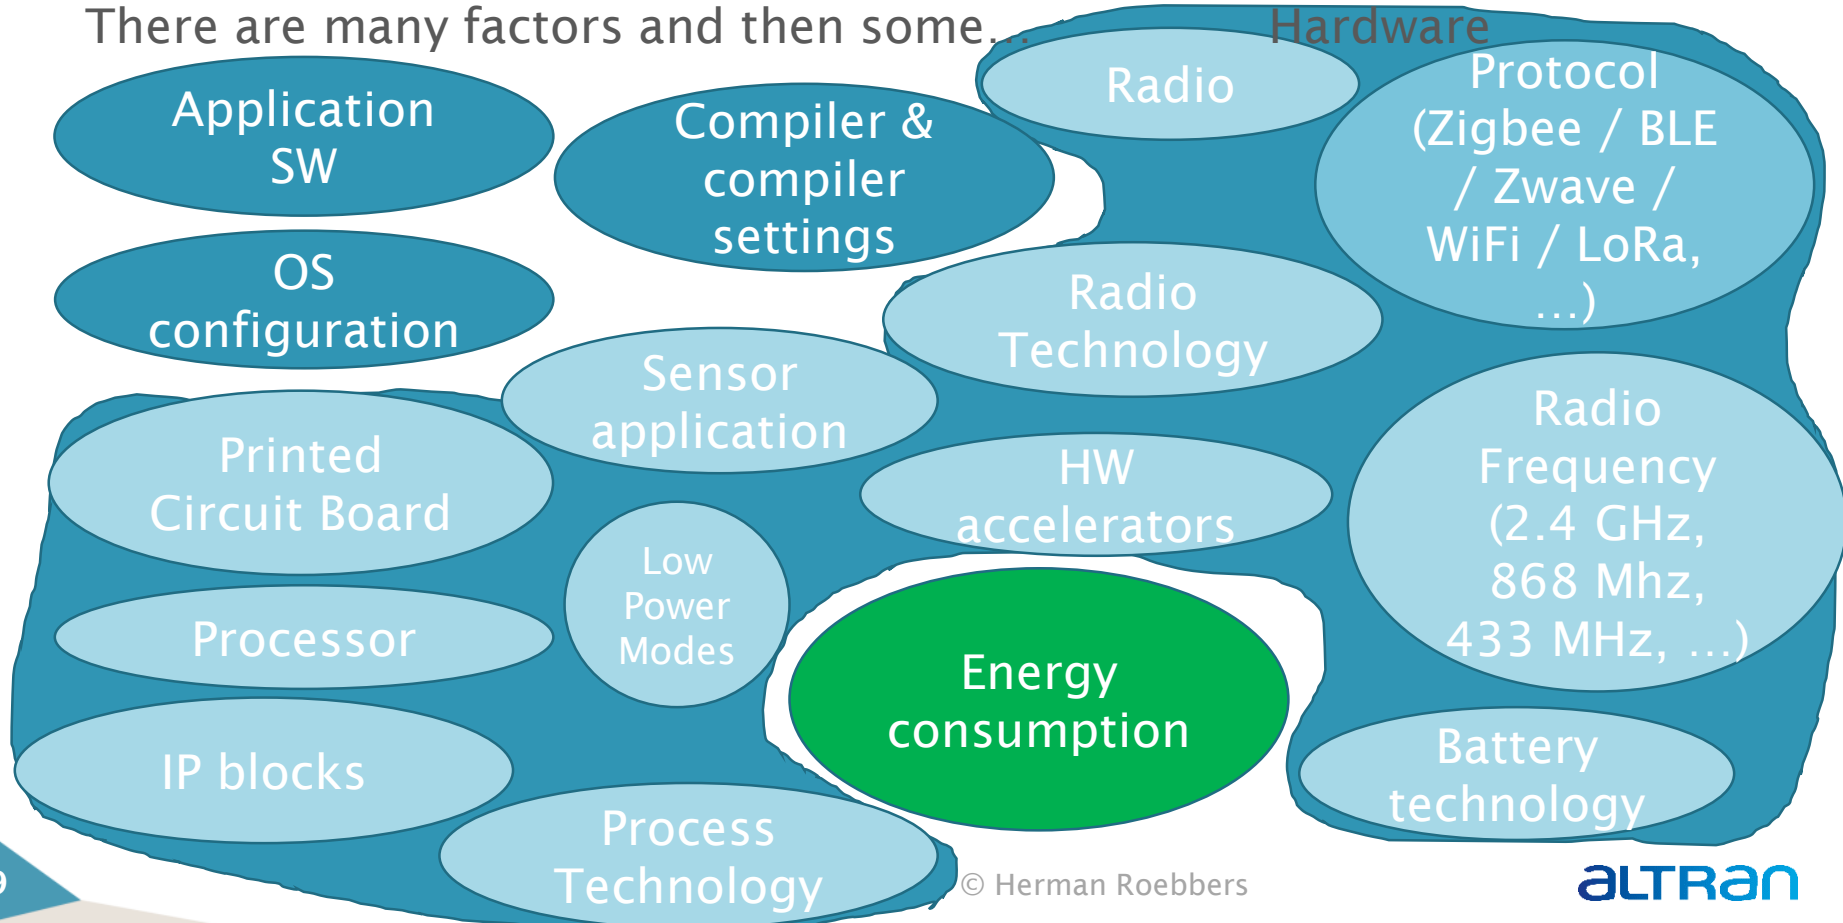 There are many factors and then some...
Hardware
Application
SW
Compiler &
compiler
settings
Radio
Protocol
(Zigbee / BLE
/ Zwave /
WiFi / LoRa,
...)
OS
configuration
Radio
Technology
Sensor
application
Printed
Circuit Board
HW
accelerators
Radio
Frequency
(2.4 GHz,
868 Mhz,
433 MHz, ...)
Low
Power
Modes
Processor
Energy
consumption
IP blocks
Battery
technology
Process
Technology
9
© Herman Roebbers
aLTRan